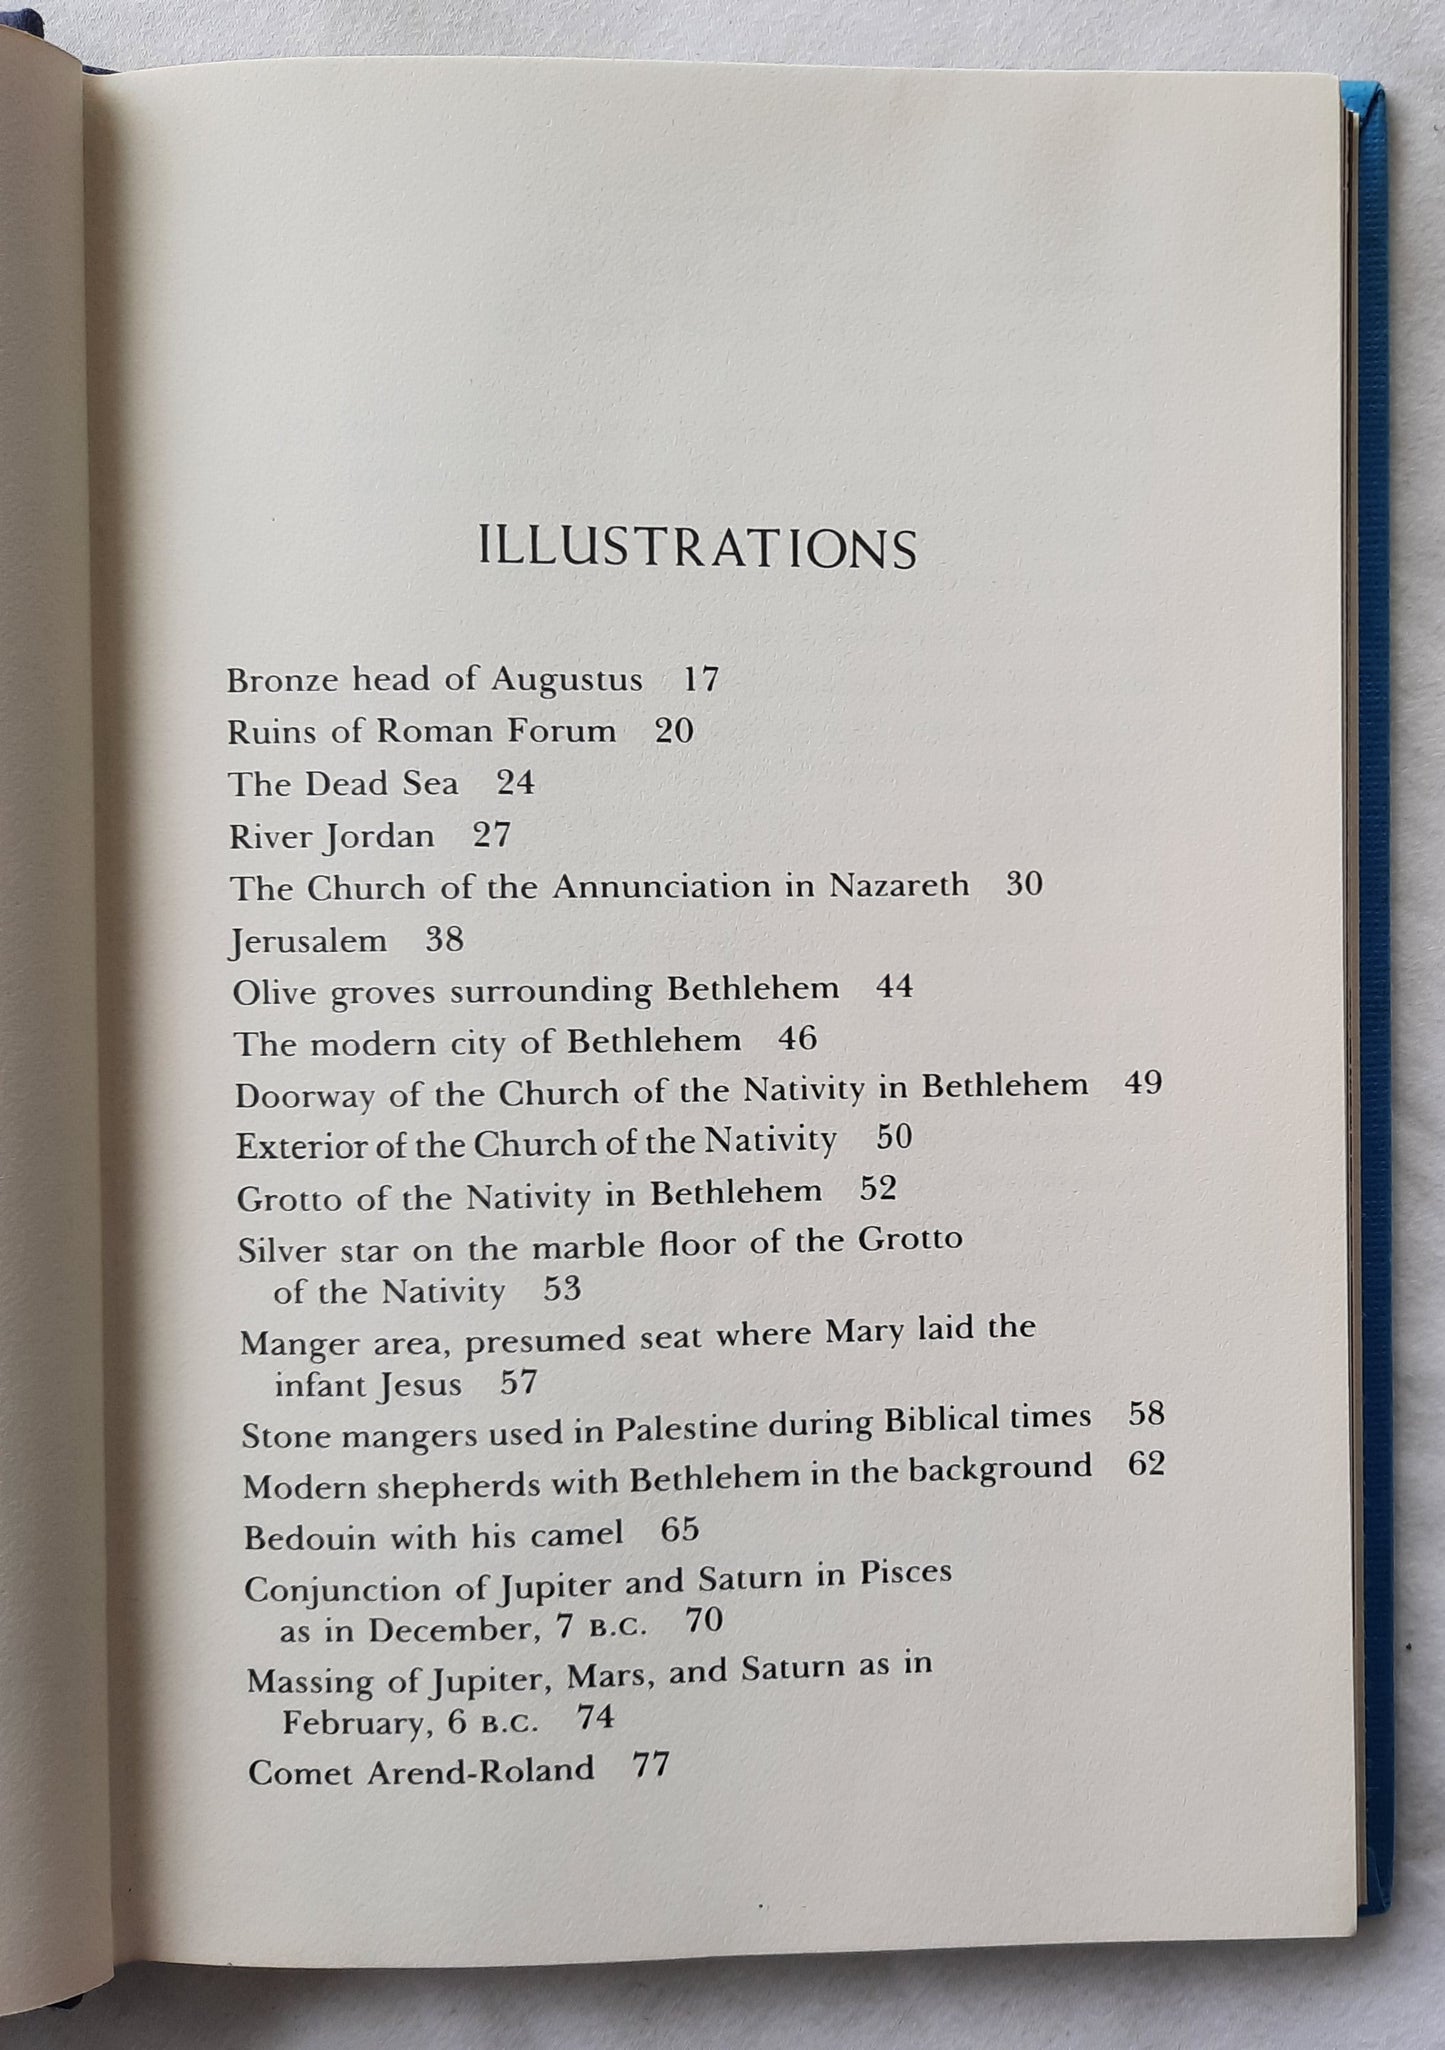 ILLUSTRATIONS
Bronze head of Augustus 17
Ruins of Roman Forum 20
The Dead Sea 24
River Jordan 27
The Church of the Annunciation in Nazareth 30
Jerusalem 38
Olive groves surrounding Bethlehem 44
The modern city of Bethlehem 46
Doorway of the Church of the Nativity in Bethlehem 49
Exterior of the Church of the Nativity 50
Grotto of the Nativity in Bethlehem 52
Silver star on the marble floor of the Grotto
of the Nativity 53
Manger area, presumed seat where Mary laid the
infant Jesus 57
Stone mangers used in Palestine during Biblical times 58
Modern shepherds with Bethlehem in the background 62
Bedouin with his camel 65
Conjunction of Jupiter and Saturn in Pisces
as in December, 7 B.C. 70
Massing of Jupiter, Mars, and Saturn as in
February, 6 B.C. 74
Comet Arend-Roland 77